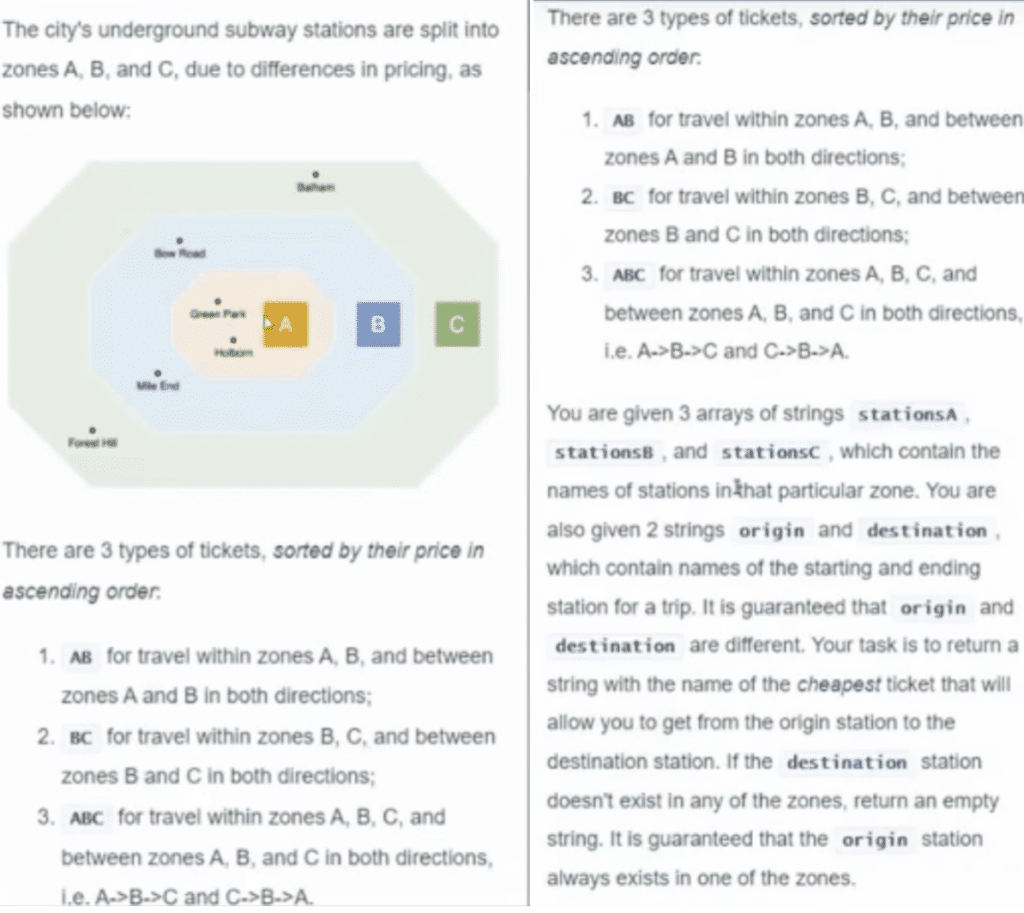 The city's underground subway stations are split into
zones A, B, and C, due to differences in pricing, as
shown below:
Balham
Bow Road
Green Park
A
B
C
Holborn
Mile End
Forest Hill
There are 3 types of tickets, sorted by their price in
ascending order:
1. AB for travel within zones A, B, and between
zones A and B in both directions;
2. BC for travel within zones B, C, and between
zones B and C in both directions;
3. ABC for travel within zones A, B, C, and
between zones A, B, and C in both directions,
i.e. A->B->C and C->B->A.
There are 3 types of tickets, sorted by their price in
ascending order:
1. AB for travel within zones A, B, and between
zones A and B in both directions;
2. BC for travel within zones B, C, and between
zones B and C in both directions;
3. ABC for travel within zones A, B, C, and
between zones A, B, and C in both directions,
i.e. A->B->C and C->B->A.
You are given 3 arrays of strings stationsA ,
stationsB , and stationsC , which contain the
names of stations in that particular zone. You are
also given 2 strings origin and destination ,
which contain names of the starting and ending
station for a trip. It is guaranteed that origin and
destination are different. Your task is to return a
string with the name of the cheapest ticket that will
allow you to get from the origin station to the
destination station. If the destination station
doesn't exist in any of the zones, return an empty
string. It is guaranteed that the origin station
always exists in one of the zones.